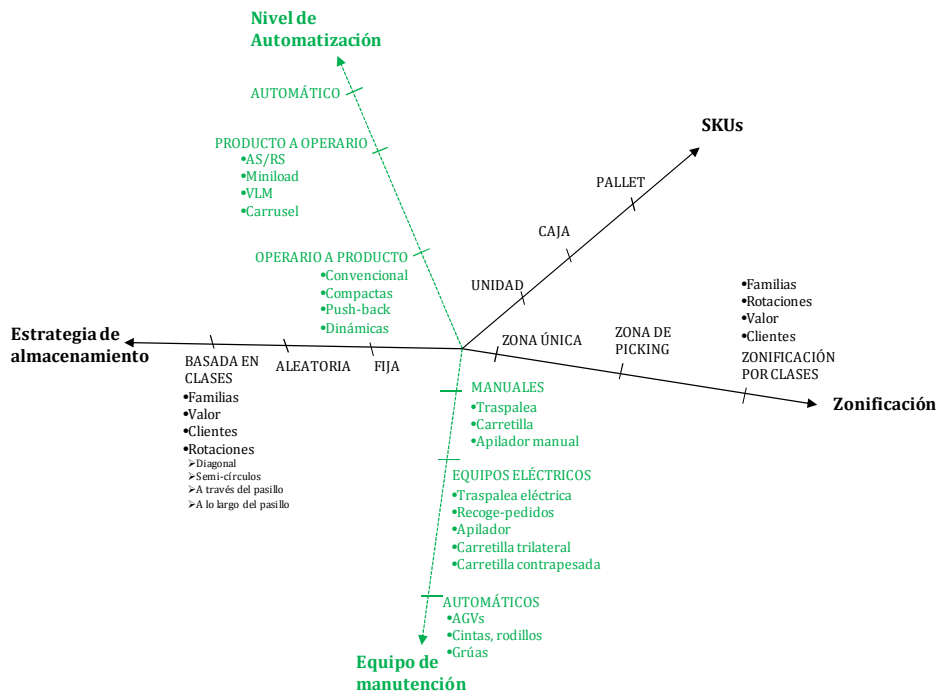 Nivel de
Automatización
AUTOMÁTICO
PRODUCTO A OPERARIO
•AS/RS
•Miniload
•VLM
•Carrusel
OPERARIO A PRODUCTO
•Convencional
•Compactas
•Push-back
•Dinámicas
SKUs
PALLET
CAJA
UNIDAD
•Familias
•Rotaciones
•Valor
•Clientes
ZONIFICACIÓN
POR CLASES
ZONA DE
PICKING
ZONA ÚNICA
Zonificación
Estrategia de
almacenamiento
BASADA EN
CLASES
•Familias
•Valor
•Clientes
•Rotaciones
➢Diagonal
➢Semi-círculos
➢A través del pasillo
➢A lo largo del pasillo
ALEATORIA
FIJA
MANUALES
•Traspalea
•Carretilla
•Apilador manual
EQUIPOS ELÉCTRICOS
•Traspalea eléctrica
•Recoge-pedidos
•Apilador
•Carretilla trilateral
•Carretilla contrapesada
AUTOMÁTICOS
•AGVs
•Cintas, rodillos
•Grúas
Equipo de
manutención